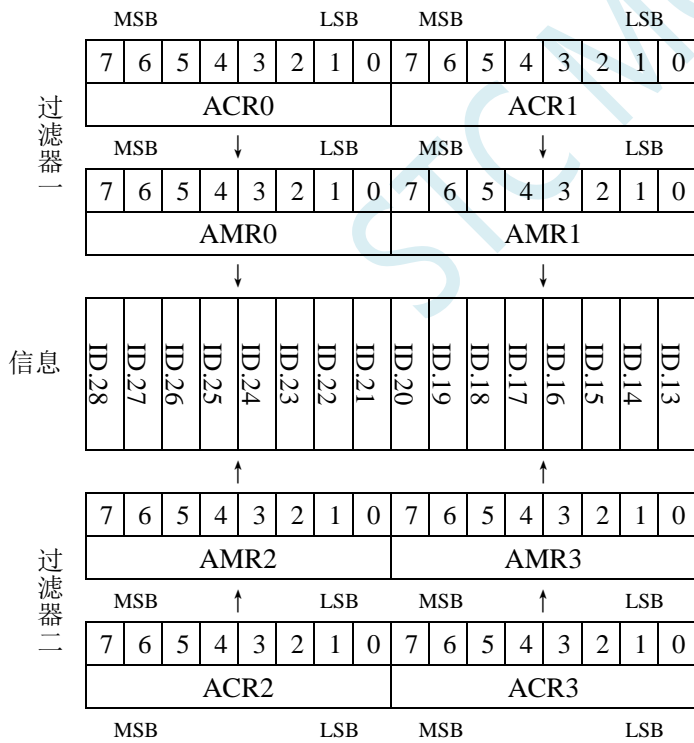 MSB LSB MSB LSB
7 6 5 4 3 2 1 0 7 6 5 4 3 2 1 0
ACR0 ACR1
过滤器一
MSB ↓ LSB MSB ↓ LSB
7 6 5 4 3 2 1 0 7 6 5 4 3 2 1 0
AMR0 AMR1
↓ ↓
信息
ID.28 ID.27 ID.26 ID.25 ID.24 ID.23 ID.22 ID.21 ID.20 ID.19 ID.18 ID.17 ID.16 ID.15 ID.14 ID.13
↑ ↑
7 6 5 4 3 2 1 0 7 6 5 4 3 2 1 0
AMR2 AMR3
过滤器二
MSB ↑ LSB MSB ↑ LSB
7 6 5 4 3 2 1 0 7 6 5 4 3 2 1 0
ACR2 ACR3
MSB LSB MSB LSB
STC